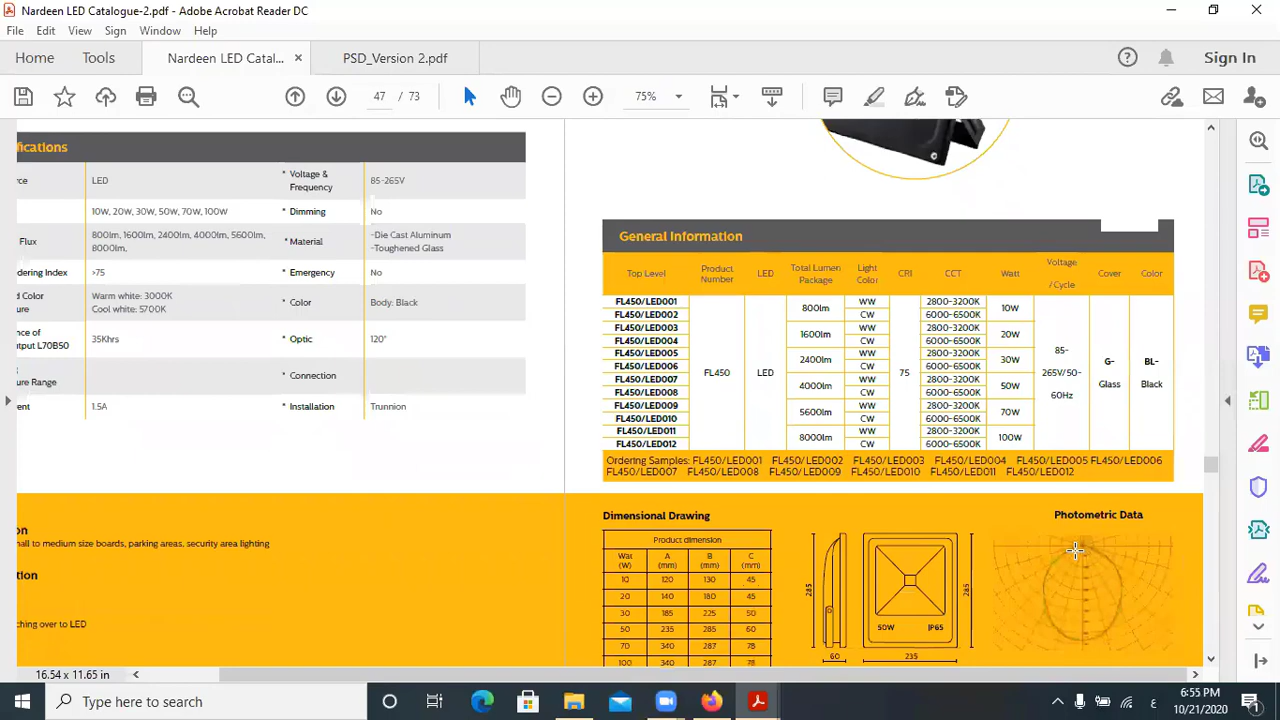 Nardeen LED Catalogue-2.pdf - Adobe Acrobat Reader DC
File Edit View Sign Window Help
Home Tools Nardeen LED Catal... × PSD_Version 2.pdf ? Sign In
47 / 73 75%
ifications
rce LED * Voltage & Frequency 85-265V
10W, 20W, 30W, 50W, 70W, 100W * Dimming No
Flux 800lm, 1600lm, 2400lm, 4000lm, 5600lm, 8000lm, * Material -Die Cast Aluminum -Toughened Glass
dering Index >75 * Emergency No
d Color ure Warm white: 3000K Cool white: 5700K * Color Body: Black
nce of utput L70B50 35Khrs * Optic 120°
ure Range * Connection
ent 1.5A * Installation Trunnion
on
mall to medium size boards, parking areas, security area lighting
tion
ching over to LED
General Information
Top Level Product Number LED Total Lumen Package Light Color CRI CCT Watt Voltage /Cycle Cover Color
FL450/LED001 WW 2800-3200K
800lm 10W
FL450/LED002 CW 6000-6500K
FL450/LED003 WW 2800-3200K
1600lm 20W
FL450/LED004 CW 6000-6500K
FL450/LED005 WW 2800-3200K
2400lm 30W
FL450/LED006 CW 6000-6500K
FL450 LED 75 85-265V/50-60Hz G-Glass BL-Black
FL450/LED007 WW 2800-3200K
4000lm 50W
FL450/LED008 CW 6000-6500K
FL450/LED009 WW 2800-3200K
5600lm 70W
FL450/LED010 CW 6000-6500K
FL450/LED011 WW 2800-3200K
8000lm 100W
FL450/LED012 CW 6000-6500K
Ordering Samples: FL450/LED001 FL450/LED002 FL450/LED003 FL450/LED004 FL450/LED005 FL450/LED006
FL450/LED007 FL450/LED008 FL450/LED009 FL450/LED010 FL450/LED011 FL450/LED012
Dimensional Drawing
Product dimension
Wat (W) A (mm) B (mm) C (mm)
10 120 130 45
20 140 180 45
30 185 225 50
50 235 285 60
70 340 287 78
100 340 287 78
285 285
50W IP65
60 235
Photometric Data
16.54 x 11.65 in
Type here to search
ع
6:55 PM
10/21/2020
1